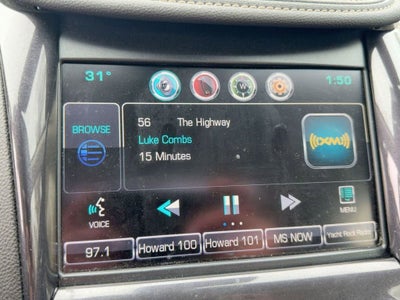 31°
W
1:50
BROWSE
56 The Highway
Luke Combs
15 Minutes
((XM))
VOICE
MENU
97.1
Howard 100
Howard 101
MS NOW
Yacht Rock Radio